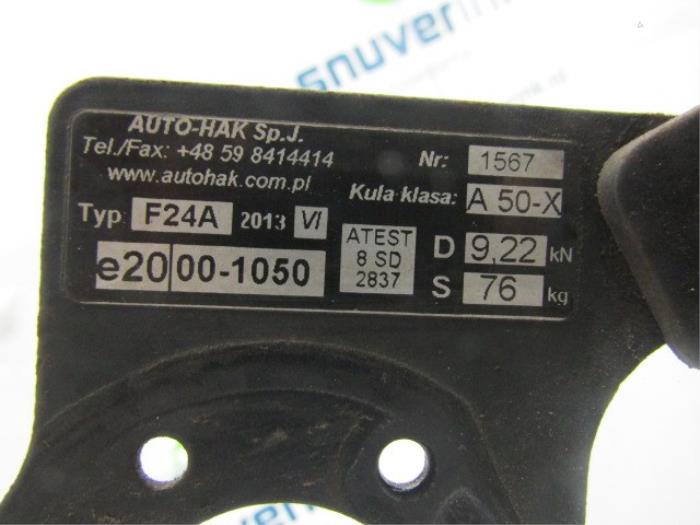 snuverink
AUTO-HAK Sp.J.
Tel./Fax: +48 59 8414414
www.autohak.com.pl
Nr: 1567
Kula klasa: A 50-X
Typ F24A 2013 VI
e20 00-1050
ATEST
8 SD
2837
D 9,22 kN
S 76 kg